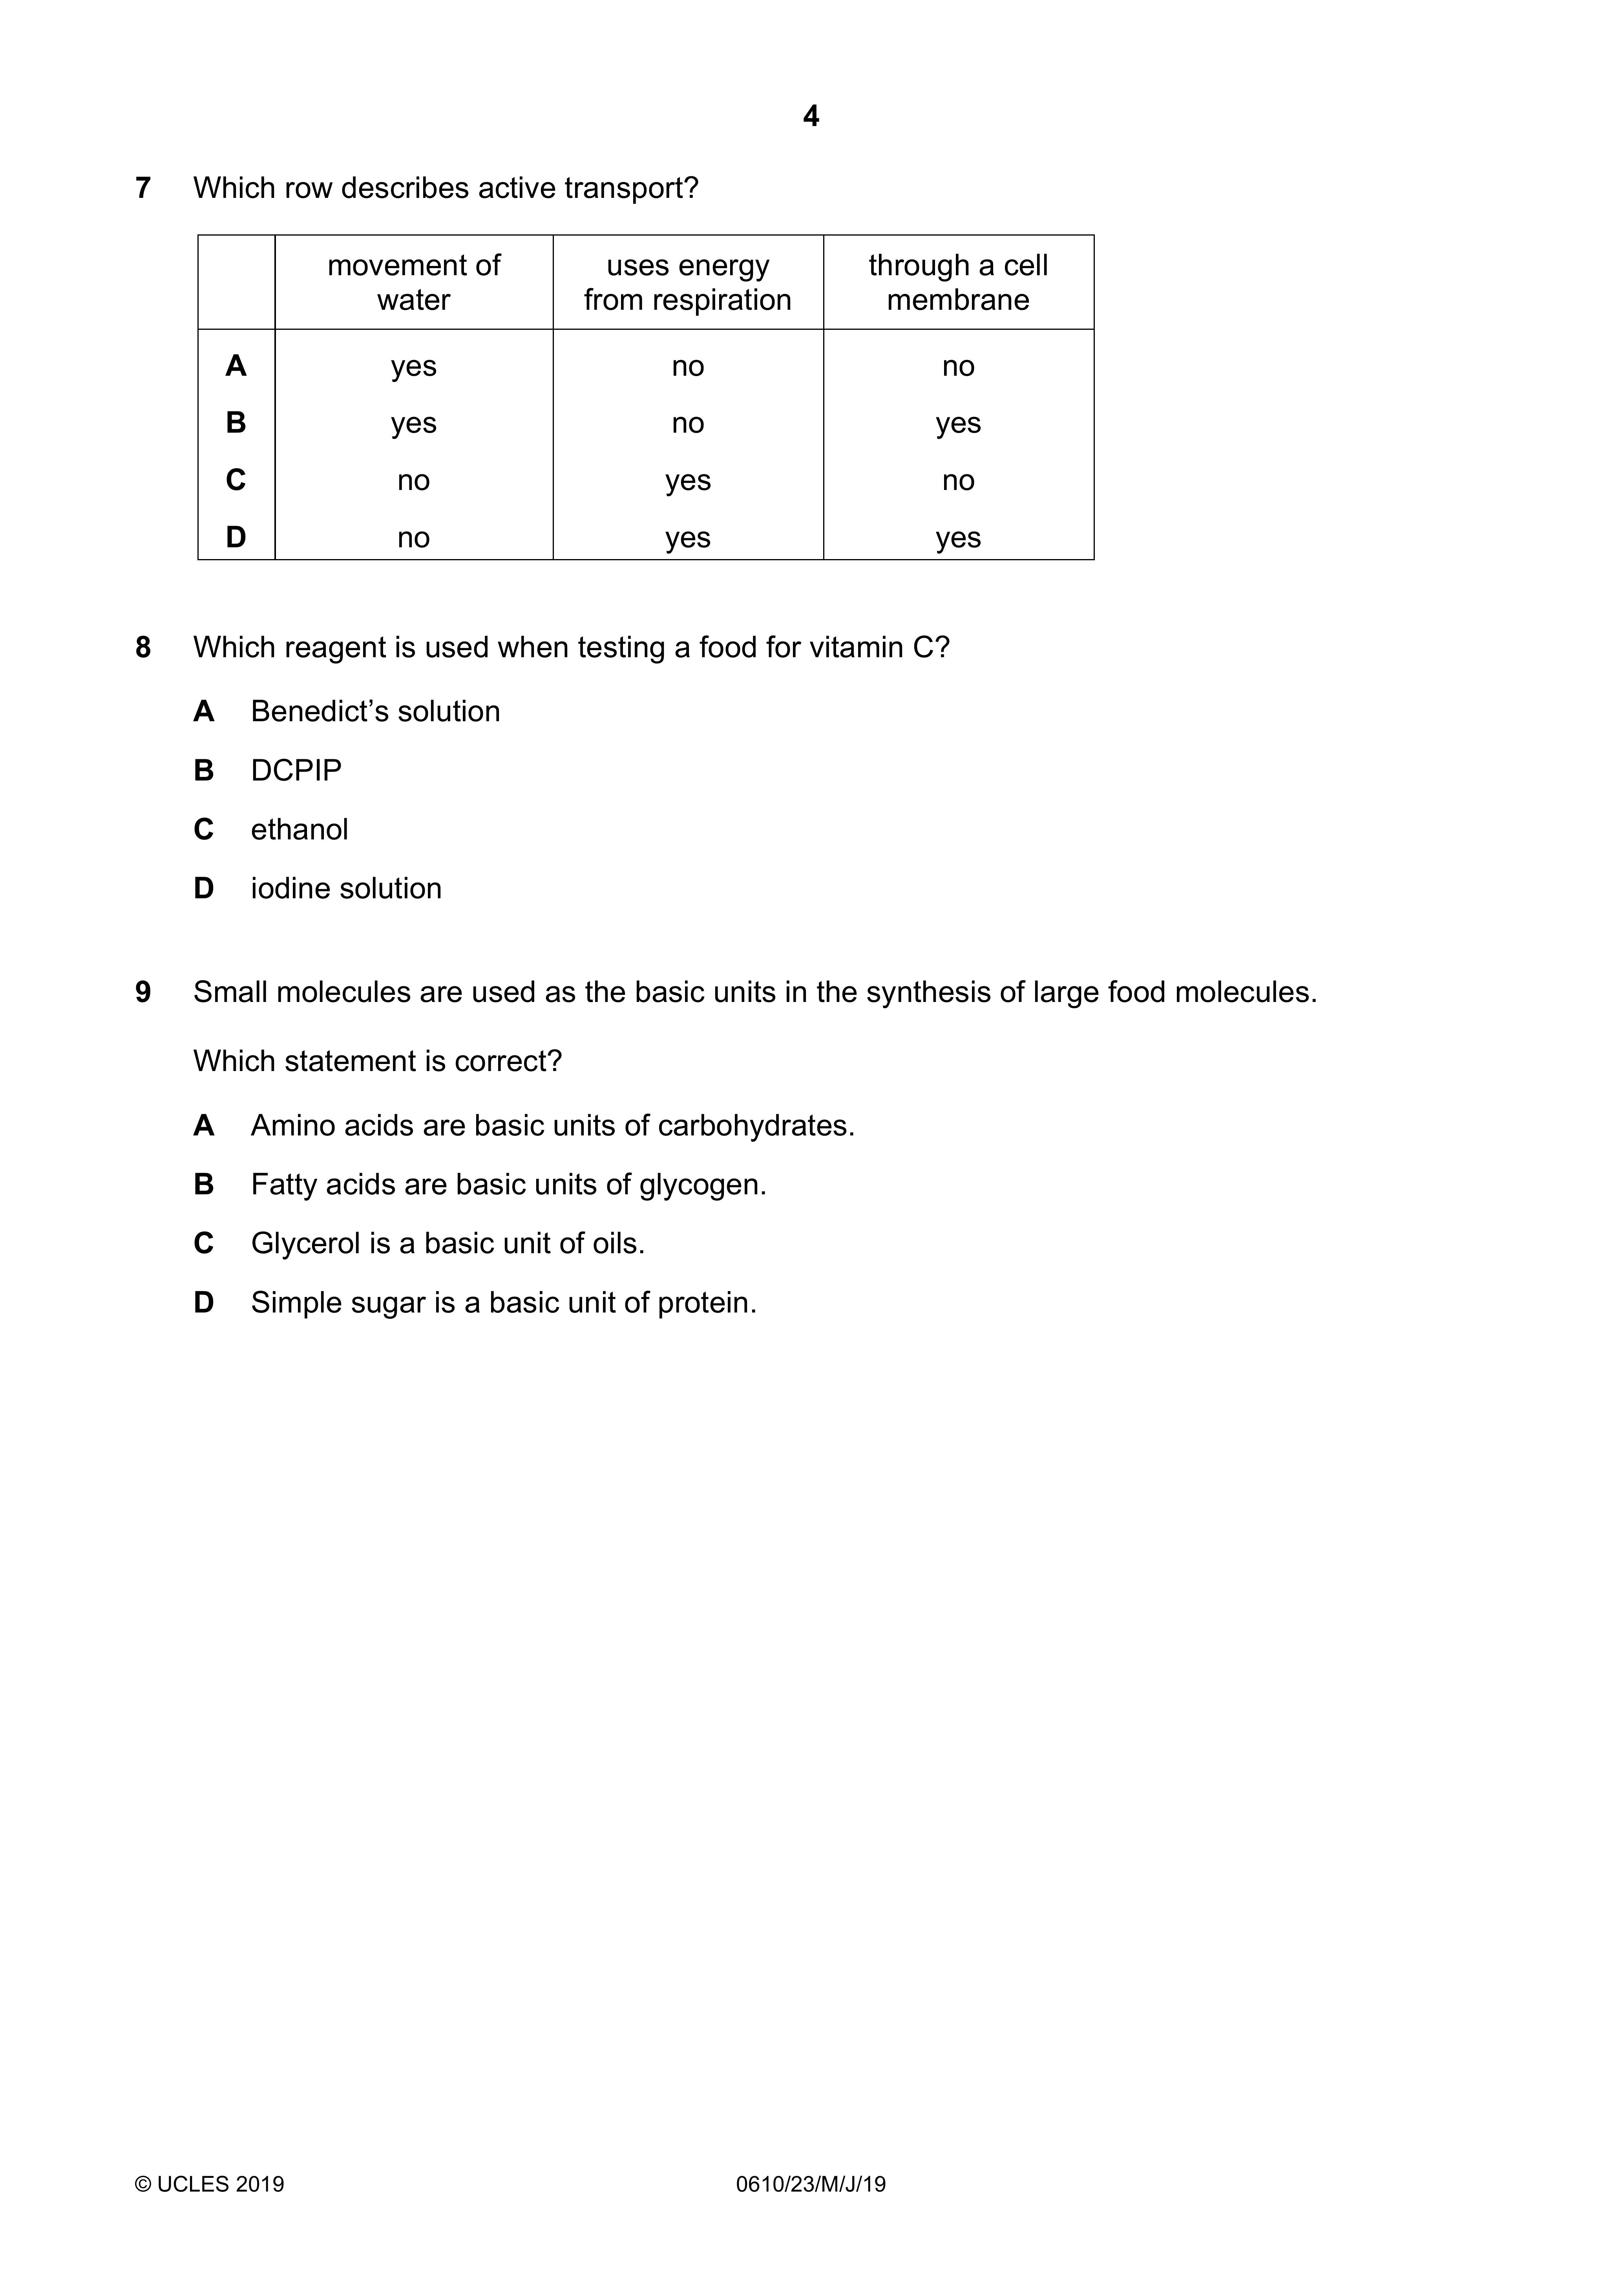 4
7 Which row describes active transport?
movement of water uses energy from respiration through a cell membrane
A yes no no
B yes no yes
C no yes no
D no yes yes
8 Which reagent is used when testing a food for vitamin C?
A Benedict’s solution
B DCPIP
C ethanol
D iodine solution
9 Small molecules are used as the basic units in the synthesis of large food molecules.
Which statement is correct?
A Amino acids are basic units of carbohydrates.
B Fatty acids are basic units of glycogen.
C Glycerol is a basic unit of oils.
D Simple sugar is a basic unit of protein.
© UCLES 2019 0610/23/M/J/19